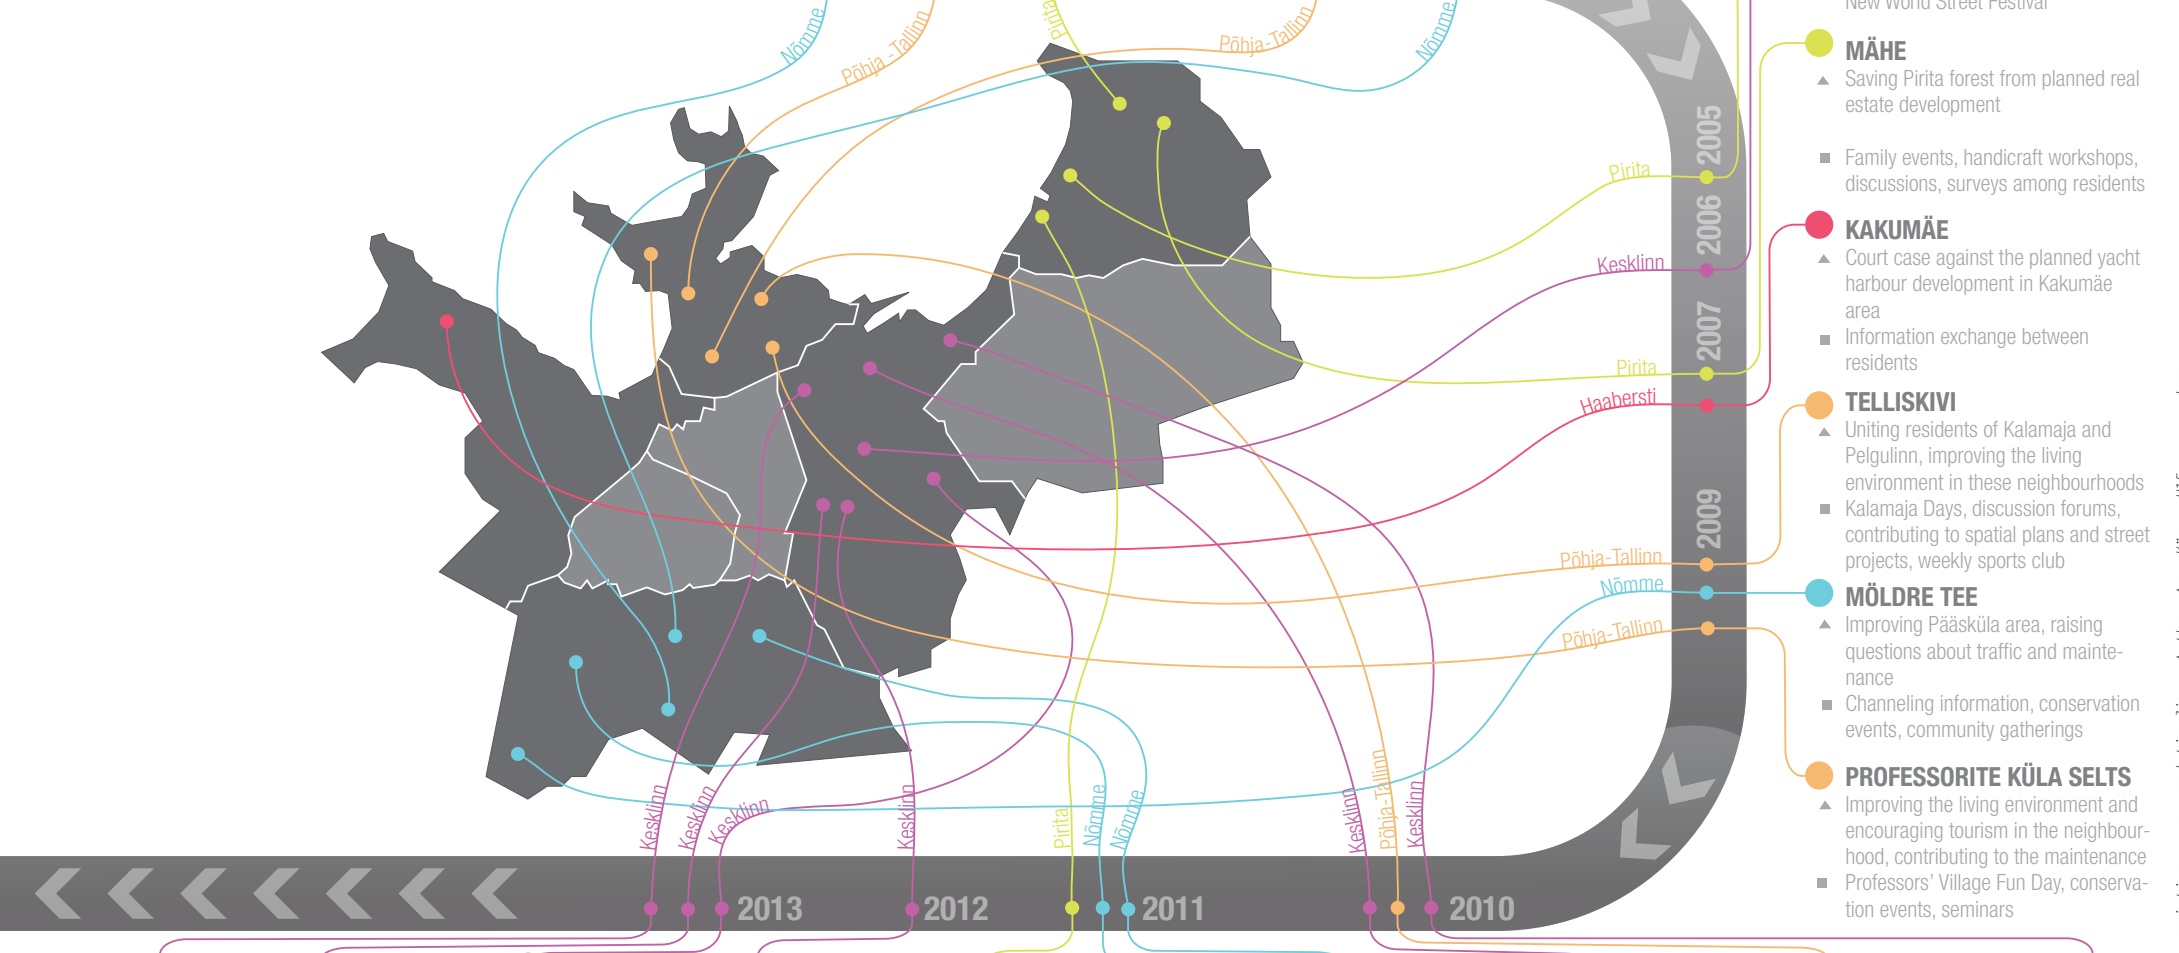 New World Street Festival
MÄHE
Saving Pirita forest from planned real
estate development
Family events, handicraft workshops,
discussions, surveys among residents
KAKUMÄE
Court case against the planned yacht
harbour development in Kakumäe
area
Information exchange between
residents
TELLISKIVI
Uniting residents of Kalamaja and
Pelgulinn, improving the living
environment in these neighbourhoods
Kalamaja Days, discussion forums,
contributing to spatial plans and street
projects, weekly sports club
MÖLDRE TEE
Improving Pääsküla area, raising
questions about traffic and mainte-
nance
Channeling information, conservation
events, community gatherings
PROFESSORITE KÜLA SELTS
Improving the living environment and
encouraging tourism in the neighbour-
hood, contributing to the maintenance
Professors' Village Fun Day, conserva-
tion events, seminars
Nõmme
Põhja -Tallinn
Pirita
Põhja-Tallinn
Nõmme
2005
Pirita
2006
Kesklinn
2007
Pirita
Haabersti
2009
Põhja-Tallinn
Nõmme
Põhja-Tallinn
Kesklinn
Kesklinn
Kesklinn
Kesklinn
Pirita
Nõmme
Nõmme
Kesklinn
Põhja-Tallinn
Kesklinn
2013
2012
2011
2010